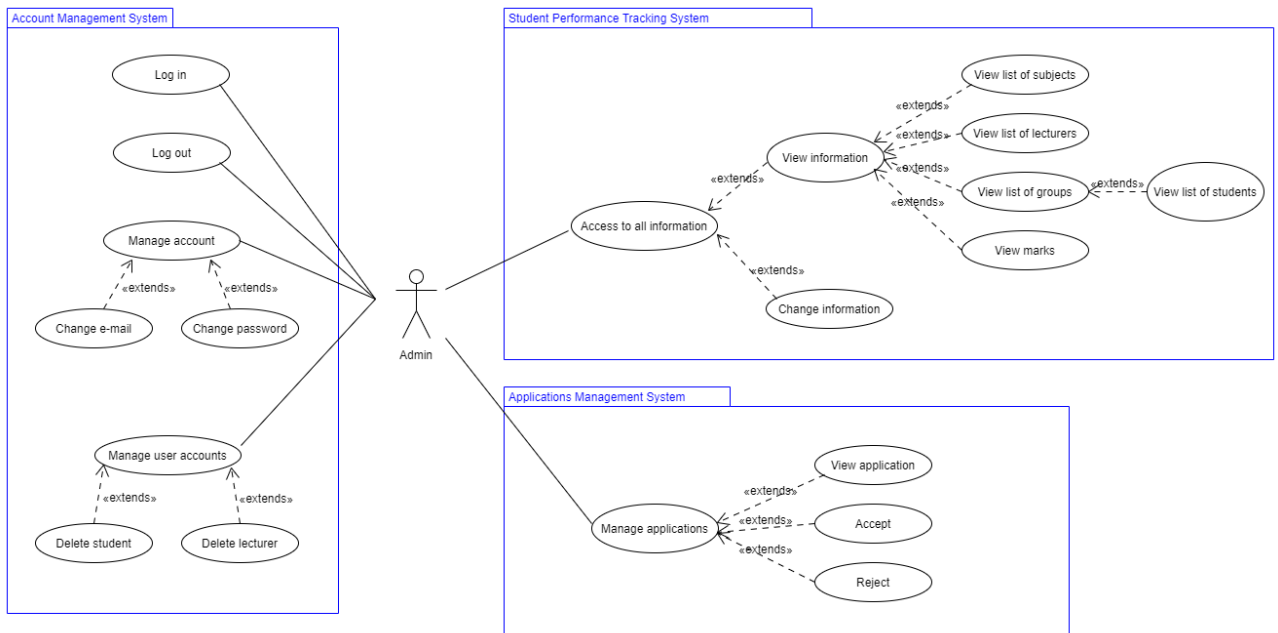 Account Management System
Log in
Log out
Manage account
«extends»
«extends»
Change e-mail
Change password
Manage user accounts
«extends»
«extends»
Delete student
Delete lecturer
Admin
Student Performance Tracking System
View list of subjects
«extends»
View list of lecturers
«extends»
View information
«extends»
View list of groups
«extends»
View list of students
«extends»
«extends»
Access to all information
View marks
«extends»
Change information
Applications Management System
View application
«extends»
Manage applications
«extends»
Accept
«extends»
Reject